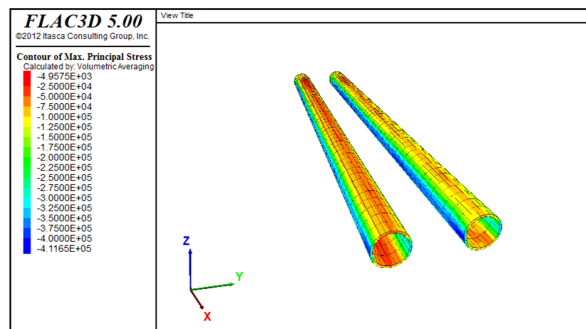 FLAC3D 5.00
©2012 Itasca Consulting Group, Inc.
Contour of Max. Principal Stress
Calculated by: Volumetric Averaging
-4.9575E+03
-2.5000E+04
-5.0000E+04
-7.5000E+04
-1.0000E+05
-1.2500E+05
-1.5000E+05
-1.7500E+05
-2.0000E+05
-2.2500E+05
-2.5000E+05
-2.7500E+05
-3.0000E+05
-3.2500E+05
-3.5000E+05
-3.7500E+05
-4.0000E+05
-4.1165E+05
View Title
Z
Y
X